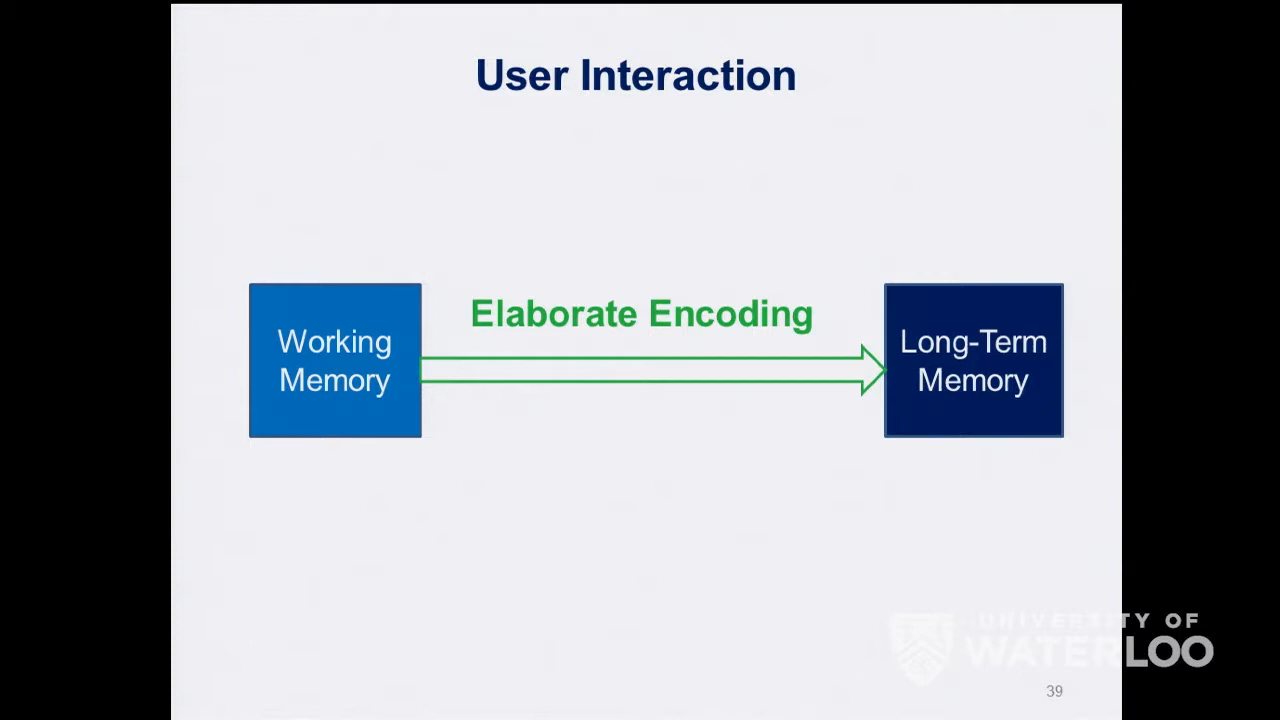 User Interaction
Elaborate Encoding
Working
Memory
Long-Term
Memory
UNIVERSITY OF
WATERLOO
39